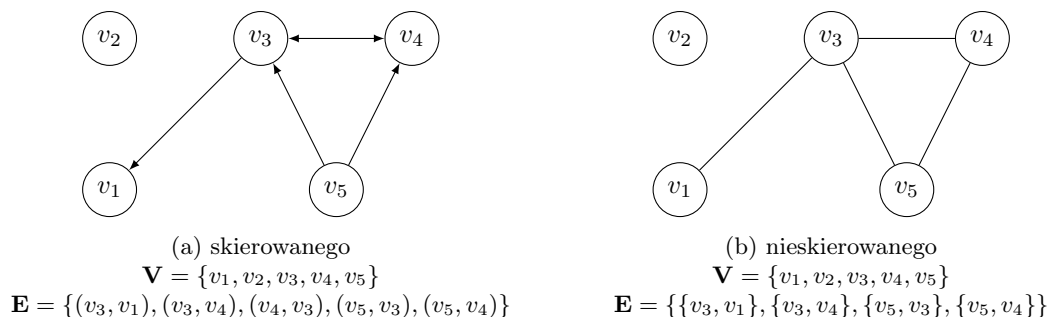 v₂ v₃ v₄
v₁ v₅
(a) skierowanego
V = {v₁, v₂, v₃, v₄, v₅}
E = {(v₃, v₁), (v₃, v₄), (v₄, v₃), (v₅, v₃), (v₅, v₄)}
v₂ v₃ v₄
v₁ v₅
(b) nieskierowanego
V = {v₁, v₂, v₃, v₄, v₅}
E = {{v₃, v₁}, {v₃, v₄}, {v₅, v₃}, {v₅, v₄}}